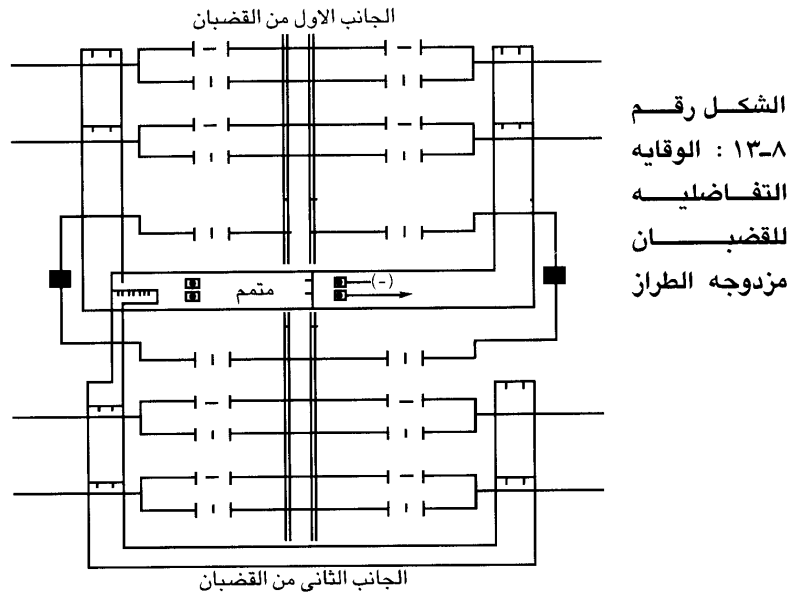 الجانب الاول من القضبان
الشكل رقم
٨-١٣ : الوقايه
التفاضليه
للقضبان
مزدوجه الطراز
متمم
(-)
الجانب الثانى من القضبان